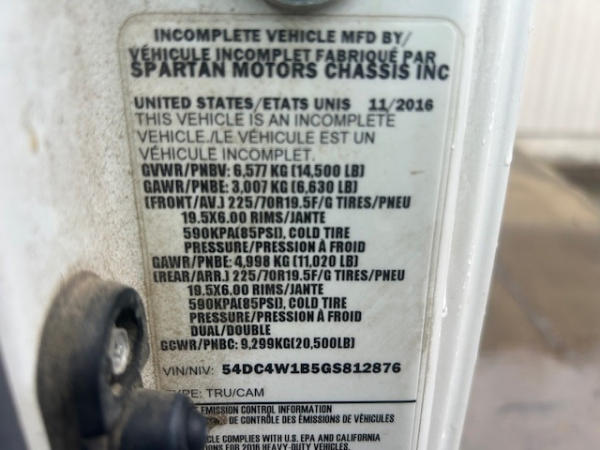 INCOMPLETE VEHICLE MFD BY/
VÉHICULE INCOMPLET FABRIQUÉ PAR
SPARTAN MOTORS CHASSIS INC
UNITED STATES/ETATS UNIS 11/2016
THIS VEHICLE IS AN INCOMPLETE
VEHICLE./LE VÉHICULE EST UN
VÉHICULE INCOMPLET.
GVWR/PNBV: 6,577 KG (14,500 LB)
GAWR/PNBE: 3,007 KG (6,630 LB)
(FRONT/AV.) 225/70R19.5F/G TIRES/PNEU
19.5X6.00 RIMS/JANTE
590KPA(85PSI), COLD TIRE
PRESSURE/PRESSION À FROID
GAWR/PNBE: 4,998 KG (11,020 LB)
(REAR/ARR.) 225/70R19.5F/G TIRES/PNEU
19.5X6.00 RIMS/JANTE
590KPA(85PSI), COLD TIRE
PRESSURE/PRESSION À FROID
DUAL/DOUBLE
GCWR/PNBC: 9,299KG(20,500LB)
VIN/NIV: 54DC4W1B5GS812876
TRU/CAM
EMISSION CONTROL INFORMATION
DE CONTRÔLE DES ÉMISSIONS DE VÉHICULES
VEHICLE COMPLIES WITH U.S. EPA AND CALIFORNIA
FOR 2016 HEAVY-DUTY VEHICLES.